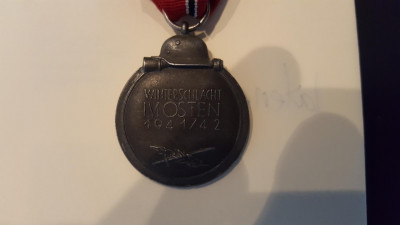 WINTERSCHLACHT
IM OSTEN
1941/42